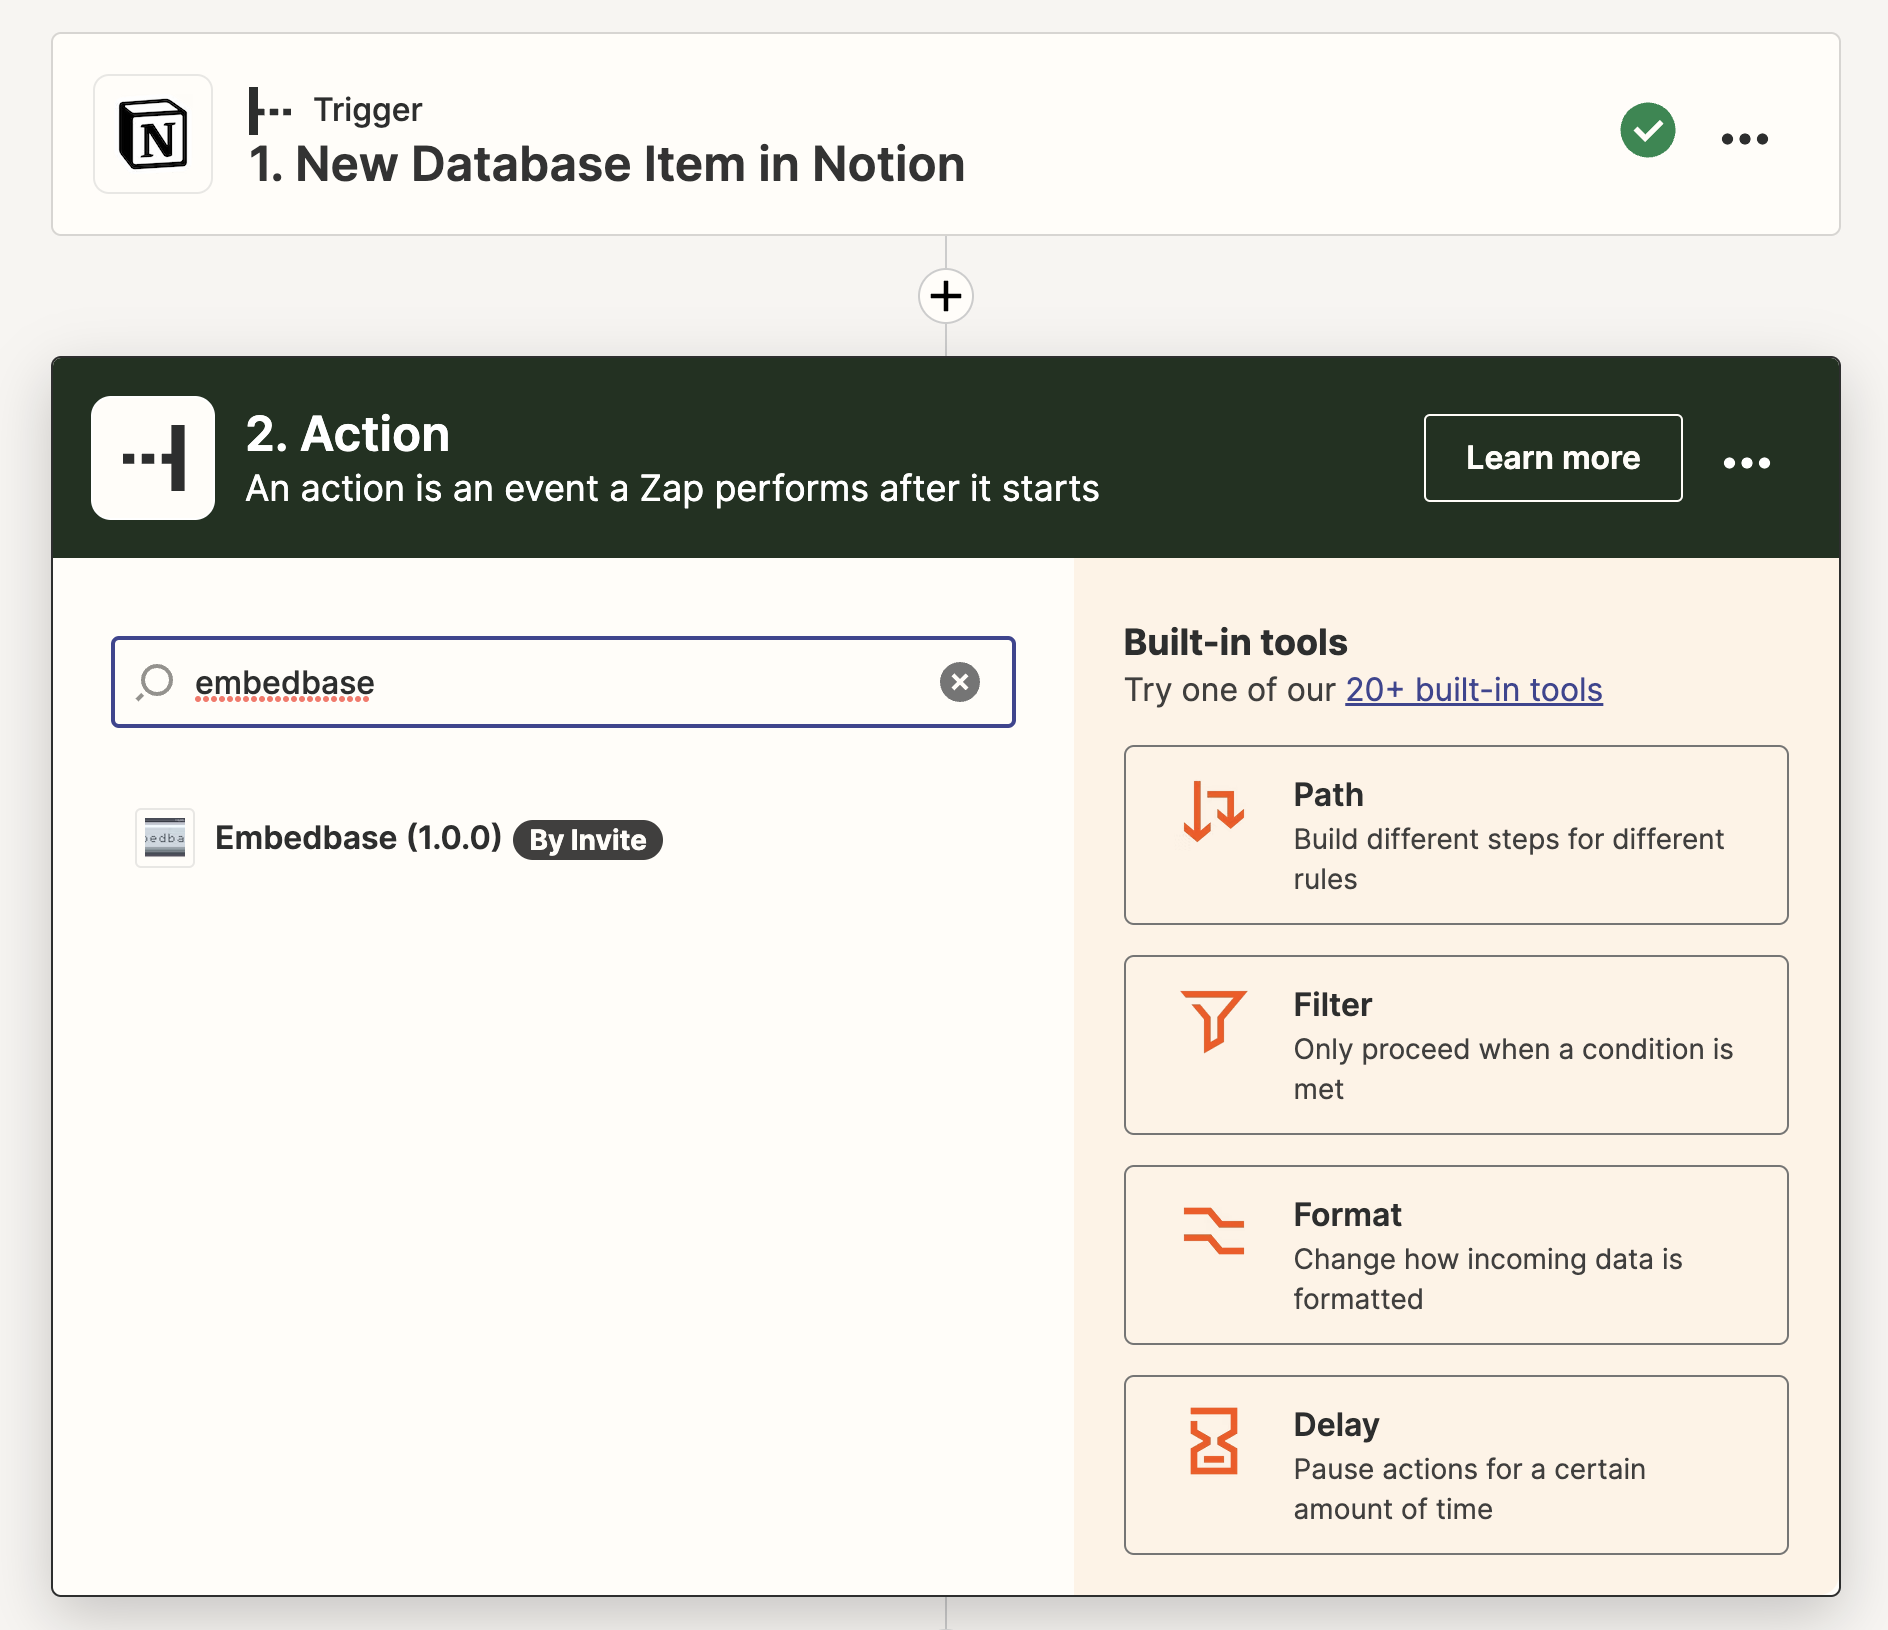 N
Trigger
1. New Database Item in Notion
2. Action
An action is an event a Zap performs after it starts
Learn more
embedbase
edba
Embedbase (1.0.0) By Invite
Built-in tools
Try one of our 20+ built-in tools
Path
Build different steps for different
rules
Filter
Only proceed when a condition is
met
Format
Change how incoming data is
formatted
Delay
Pause actions for a certain
amount of time